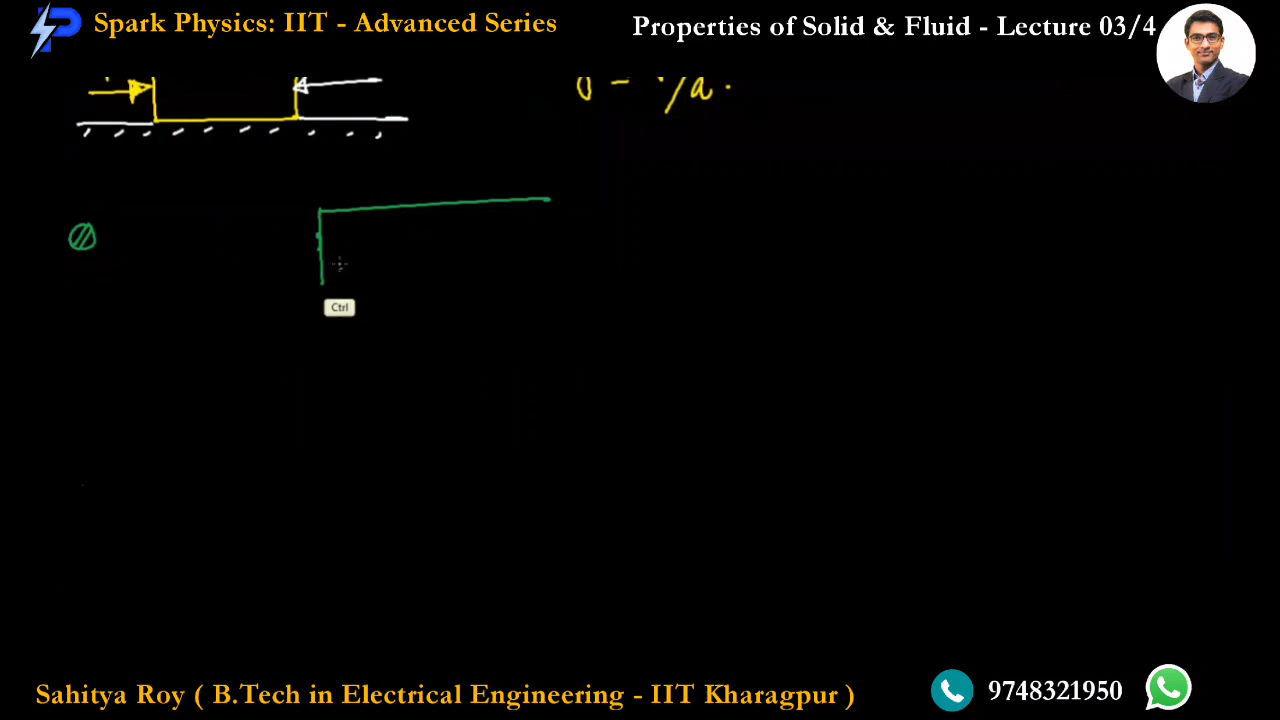 Spark Physics: IIT - Advanced Series
Properties of Solid & Fluid - Lecture 03/4
Ctrl
Sahitya Roy ( B.Tech in Electrical Engineering - IIT Kharagpur )
9748321950